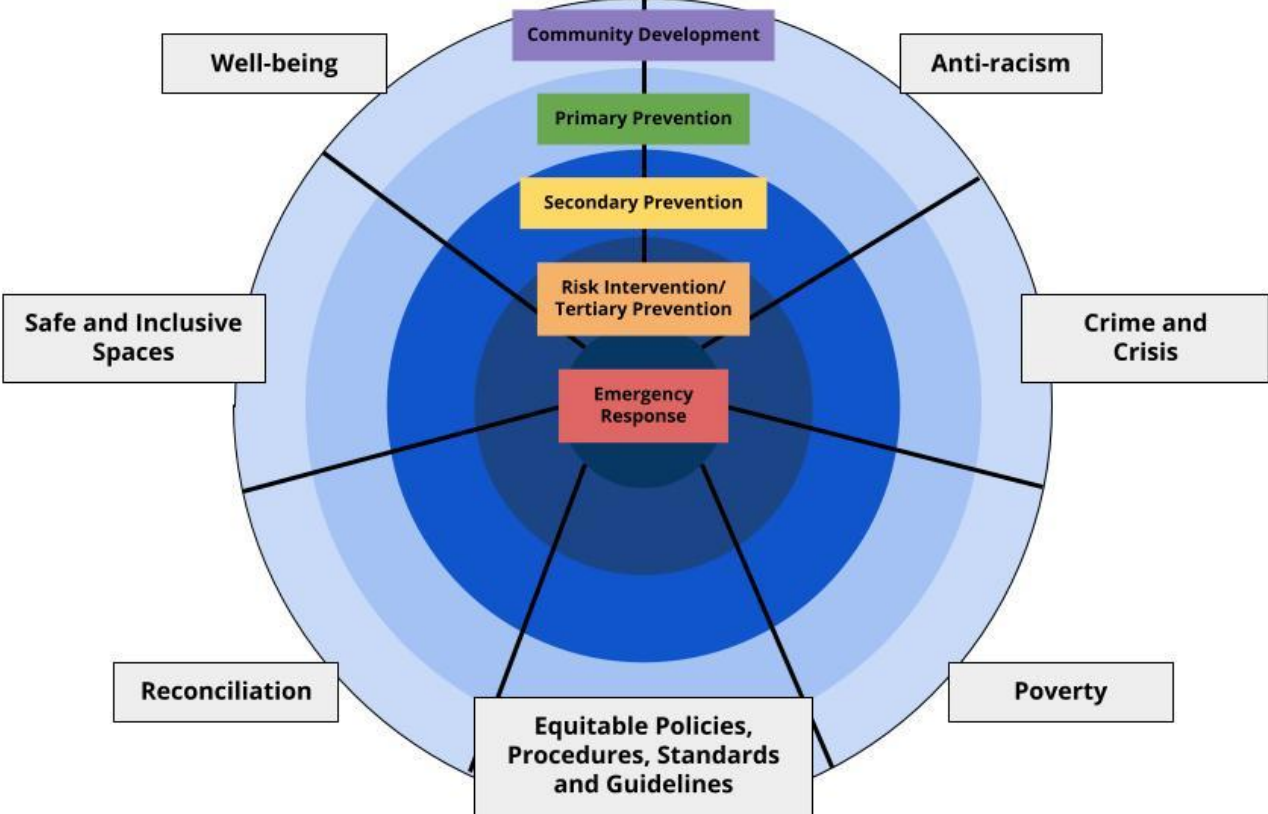 Community Development
Well-being
Anti-racism
Primary Prevention
Secondary Prevention
Risk Intervention/
Tertiary Prevention
Safe and Inclusive
Spaces
Crime and
Crisis
Emergency
Response
Reconciliation
Poverty
Equitable Policies,
Procedures, Standards
and Guidelines